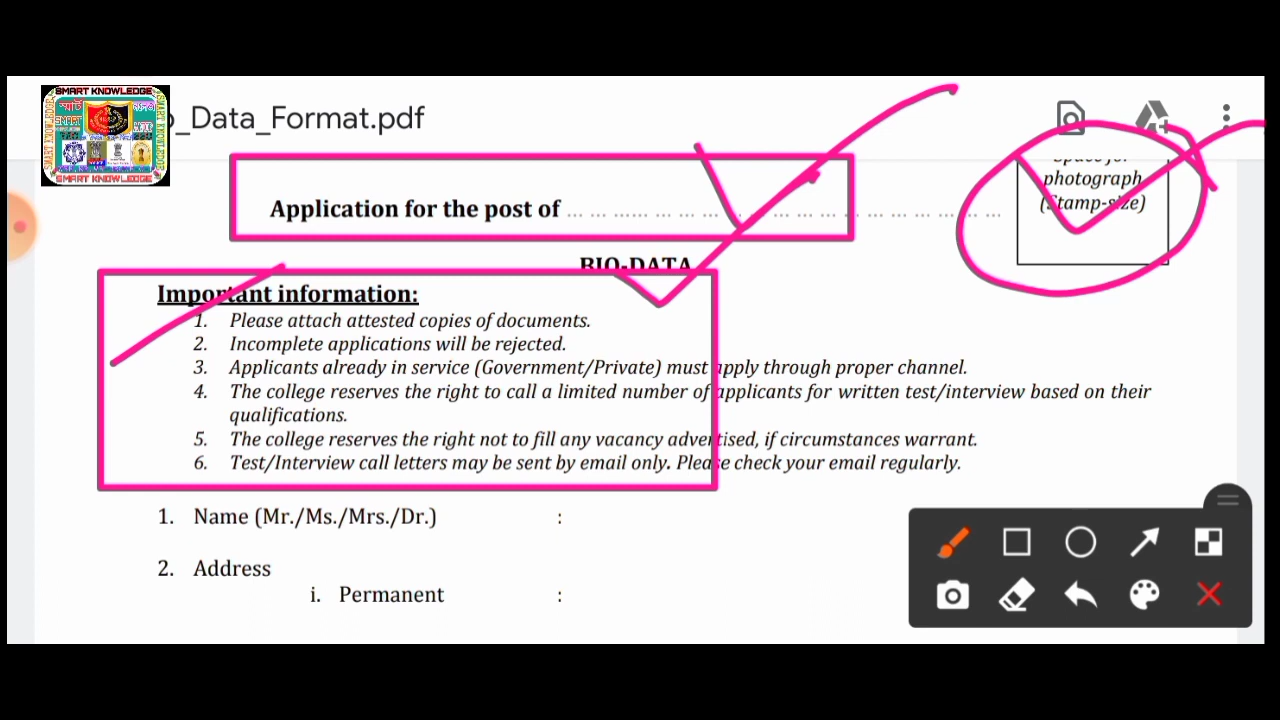 SMART KNOWLEDGE
স্মার্ট
SMART
SMART KNOWLEDGE
_Data_Format.pdf
photograph
(Stamp-size)
Application for the post of ... ... ...... ... ... ... ... ... ... ... ... ... ... ... ... ... ... ...
BIO-DATA
Important information:
1. Please attach attested copies of documents.
2. Incomplete applications will be rejected.
3. Applicants already in service (Government/Private) must apply through proper channel.
4. The college reserves the right to call a limited number of applicants for written test/interview based on their
qualifications.
5. The college reserves the right not to fill any vacancy advertised, if circumstances warrant.
6. Test/Interview call letters may be sent by email only. Please check your email regularly.
1. Name (Mr./Ms./Mrs./Dr.) :
2. Address
i. Permanent :